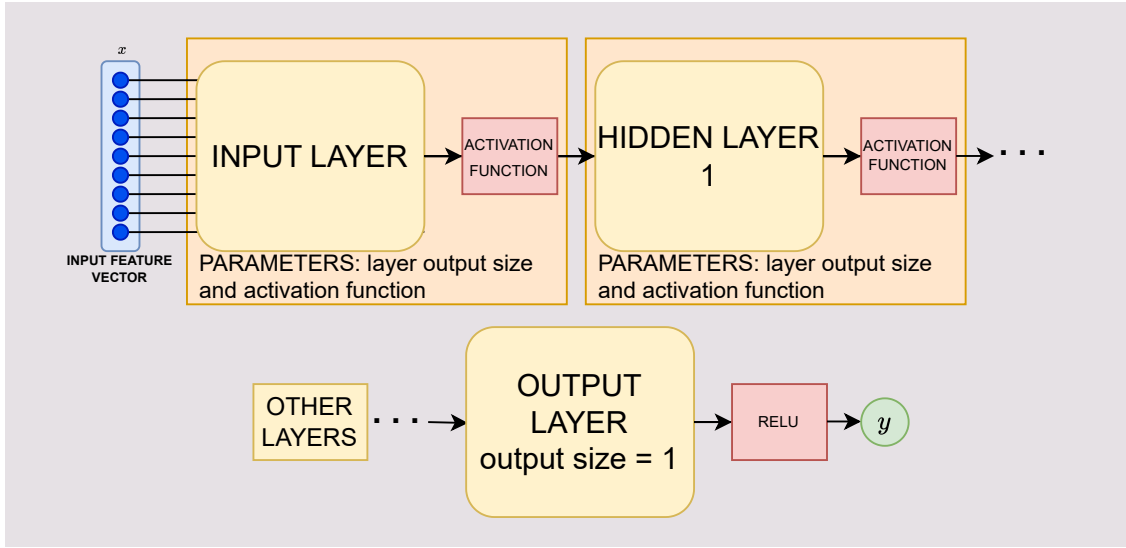 x
INPUT FEATURE
VECTOR
INPUT LAYER
ACTIVATION
FUNCTION
PARAMETERS: layer output size
and activation function
HIDDEN LAYER
1
ACTIVATION
FUNCTION
PARAMETERS: layer output size
and activation function
. . .
OTHER
LAYERS
. . .
OUTPUT
LAYER
output size = 1
RELU
y